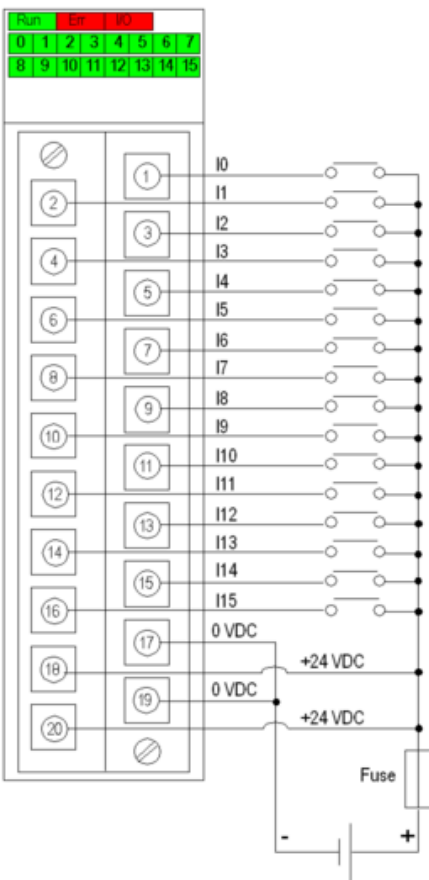 Run Err I/O
0 1 2 3 4 5 6 7
8 9 10 11 12 13 14 15
1 I0
2 I1
3 I2
4 I3
5 I4
6 I5
7 I6
8 I7
9 I8
10 I9
11 I10
12 I11
13 I12
14 I13
15 I14
16 I15
17 0 VDC
18 +24 VDC
19 0 VDC
20 +24 VDC
Fuse
- +